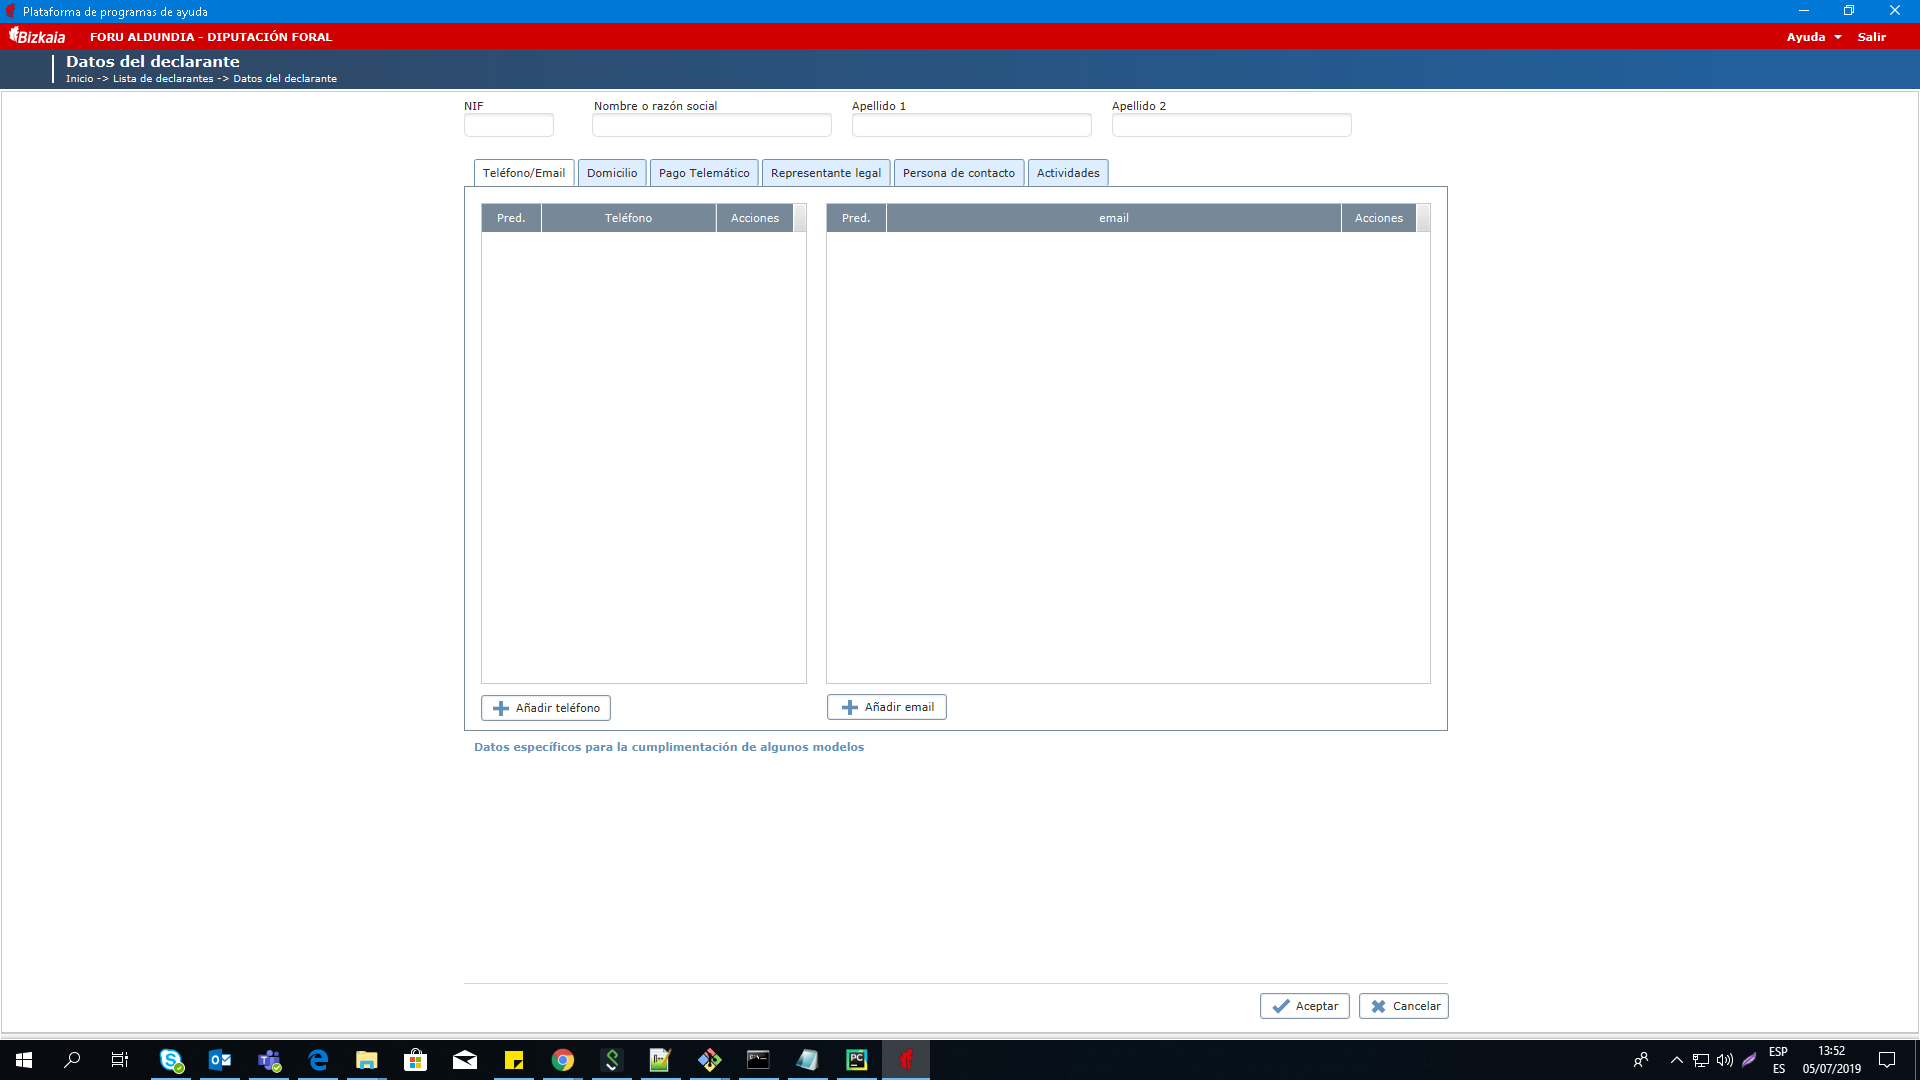 Plataforma de programas de ayuda
Bizkaia FORU ALDUNDIA - DIPUTACIÓN FORAL Ayuda Salir
Datos del declarante
Inicio -> Lista de declarantes -> Datos del declarante
NIF Nombre o razón social Apellido 1 Apellido 2
Teléfono/Email Domicilio Pago Telemático Representante legal Persona de contacto Actividades
Pred. Teléfono Acciones Pred. email Acciones
Añadir teléfono Añadir email
Datos específicos para la cumplimentación de algunos modelos
Aceptar Cancelar
ESP 13:52
ES 05/07/2019